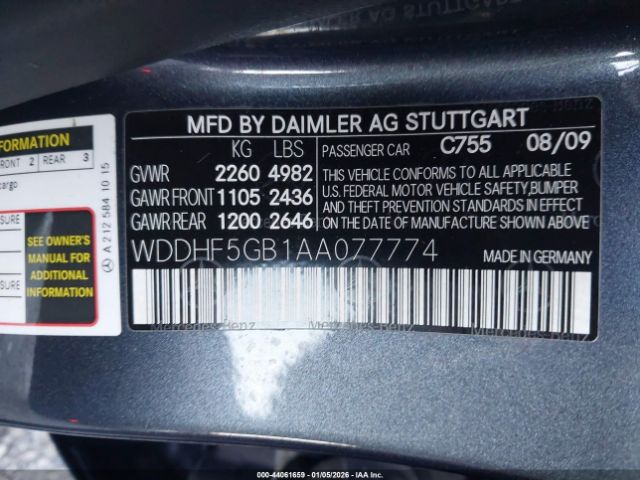 MFD BY DAIMLER AG STUTTGART
KG LBS
GVWR 2260 4982
GAWR FRONT 1105 2436
GAWR REAR 1200 2646
PASSENGER CAR C755 08/09
THIS VEHICLE CONFORMS TO ALL APPLICABLE
U.S. FEDERAL MOTOR VEHICLE SAFETY,BUMPER
AND THEFT PREVENTION STANDARDS IN EFFECT
ON THE DATE OF MANUFACTURE SHOWN ABOVE
WDDHF5GB1AA077774
MADE IN GERMANY
Mercedes-Benz
FORMATION
FRONT 2 REAR 3
cargo
SURE
SEE OWNER'S
MANUAL FOR
ADDITIONAL
INFORMATION
SURE
A 212 584 10 15
000-44061659 - 01/05/2026 - © IAA Inc.